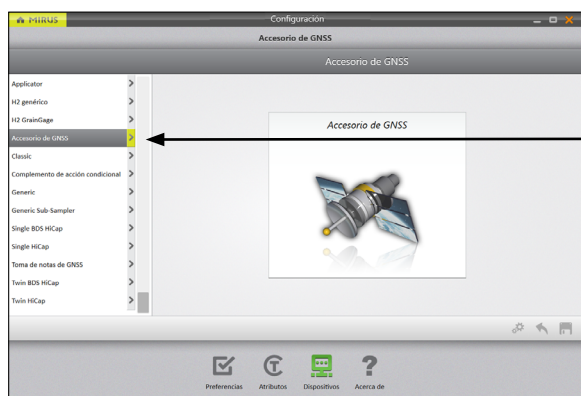 MIRUS
Configuración
Accesorio de GNSS
Accesorio de GNSS
Applicator
H2 genérico
H2 GrainGage
Accesorio de GNSS
Classic
Complemento de acción condicional
Generic
Generic Sub-Sampler
Single BDS HiCap
Single HiCap
Toma de notas de GNSS
Twin BDS HiCap
Twin HiCap
Accesorio de GNSS
Preferencias
Atributos
Dispositivos
Acerca de